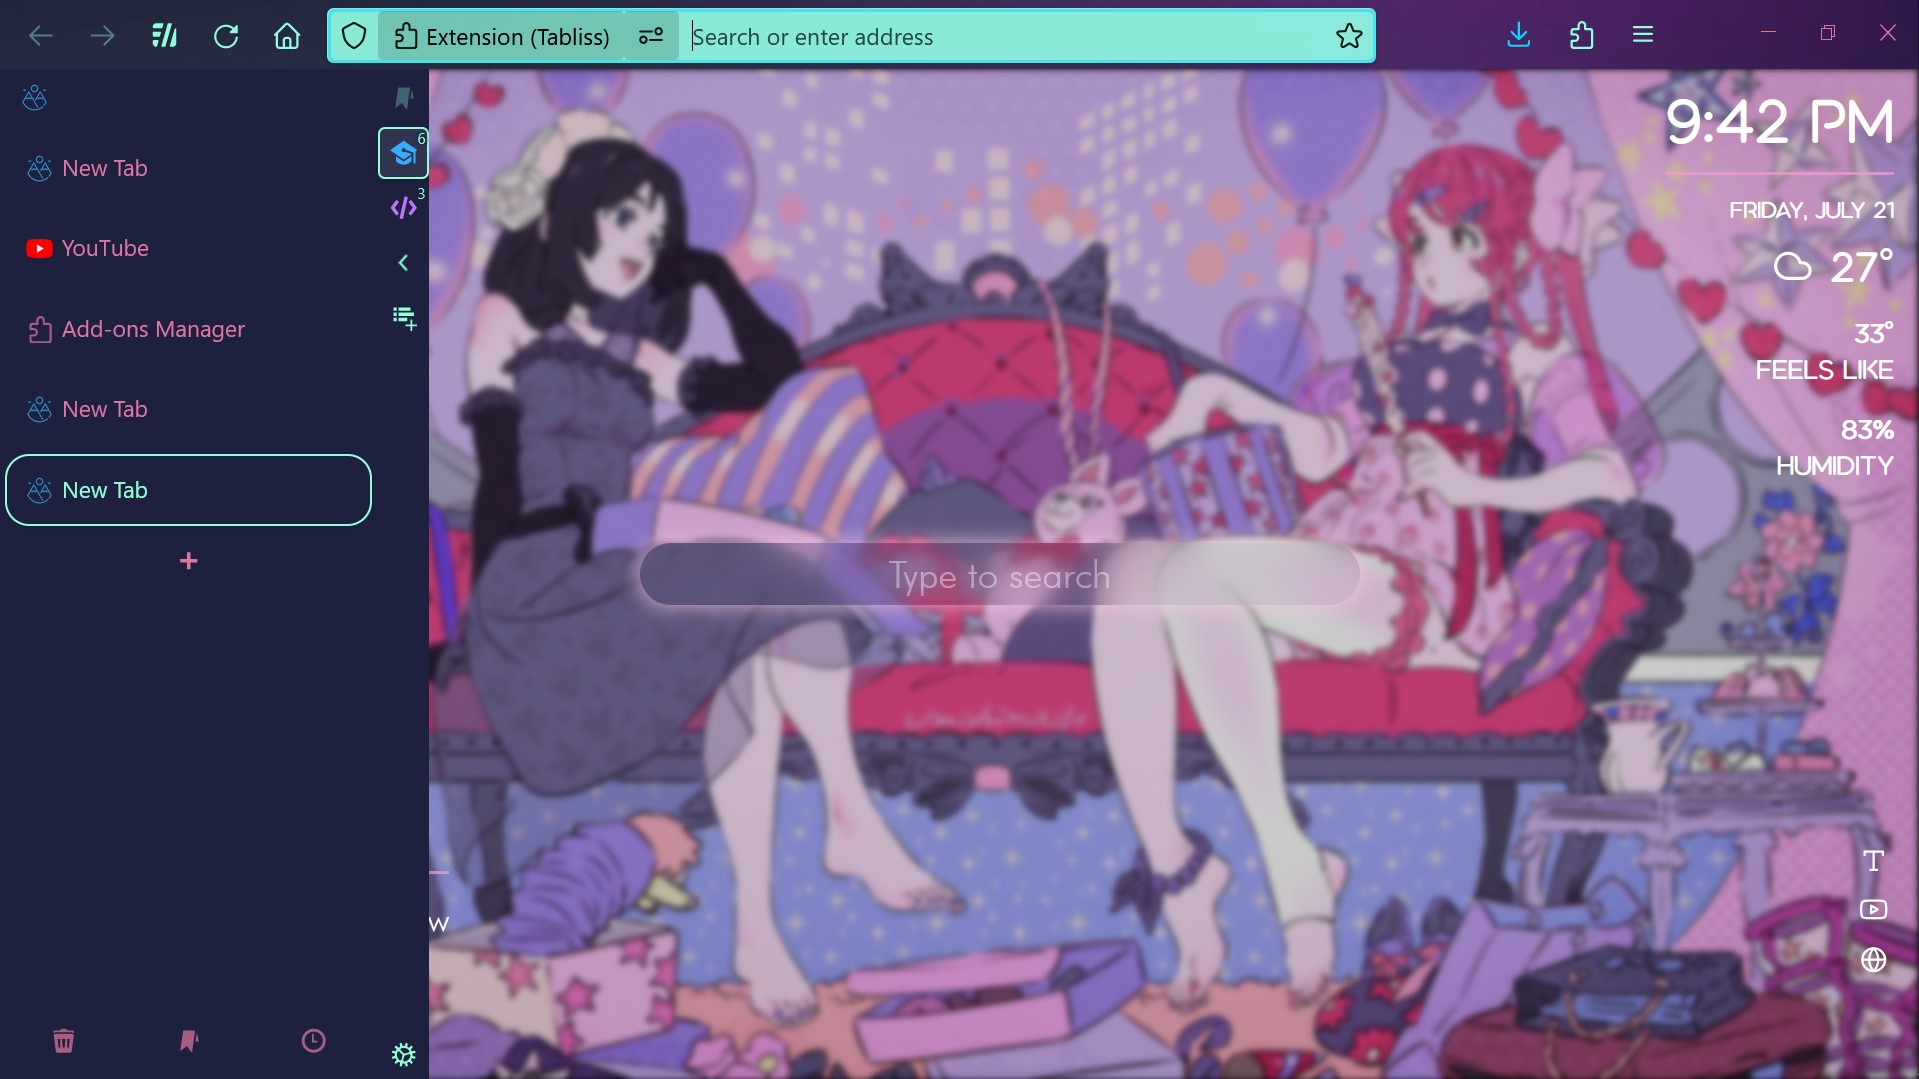 Extension (Tabliss)
Search or enter address
6
3
New Tab
YouTube
Add-ons Manager
New Tab
New Tab
9:42 PM
FRIDAY, JULY 21
27°
33°
FEELS LIKE
83%
HUMIDITY
Type to search
W